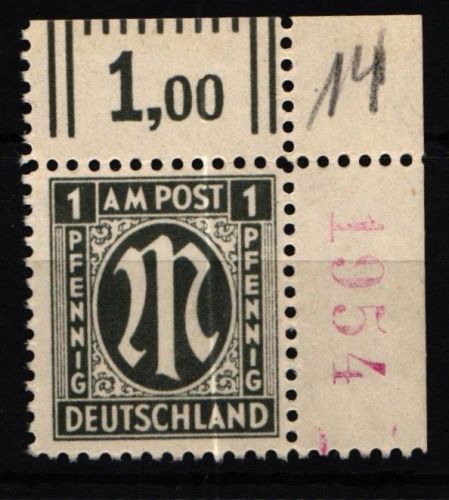 1,00
14
1 AM POST 1
PFENNIG
M
PFENNIG
DEUTSCHLAND
1954